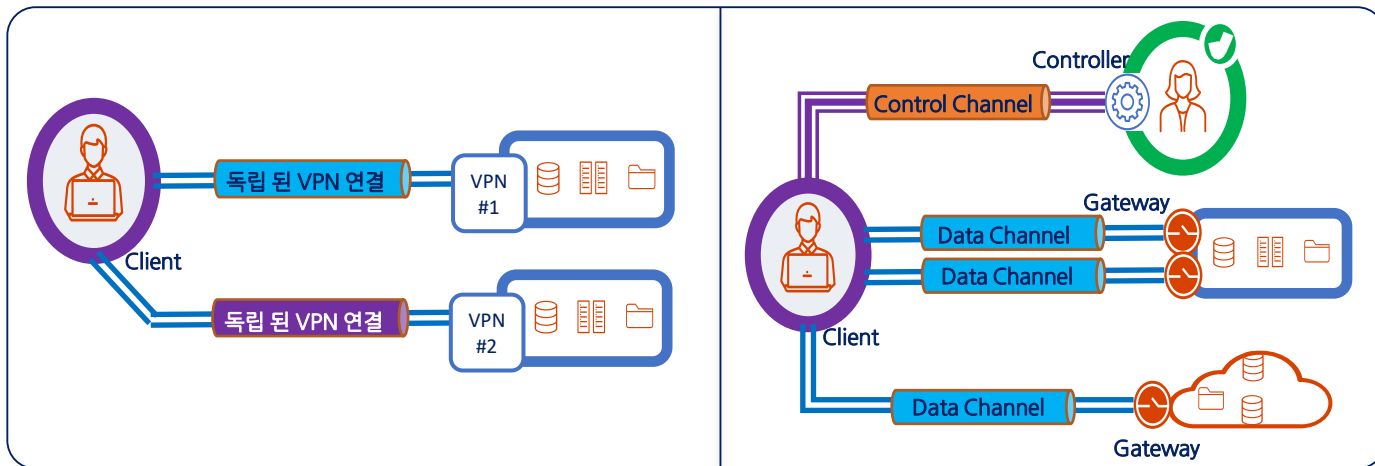 독립 된 VPN 연결
VPN
#1
Client
독립 된 VPN 연결
VPN
#2
Controller
Control Channel
Gateway
Data Channel
Data Channel
Client
Data Channel
Gateway